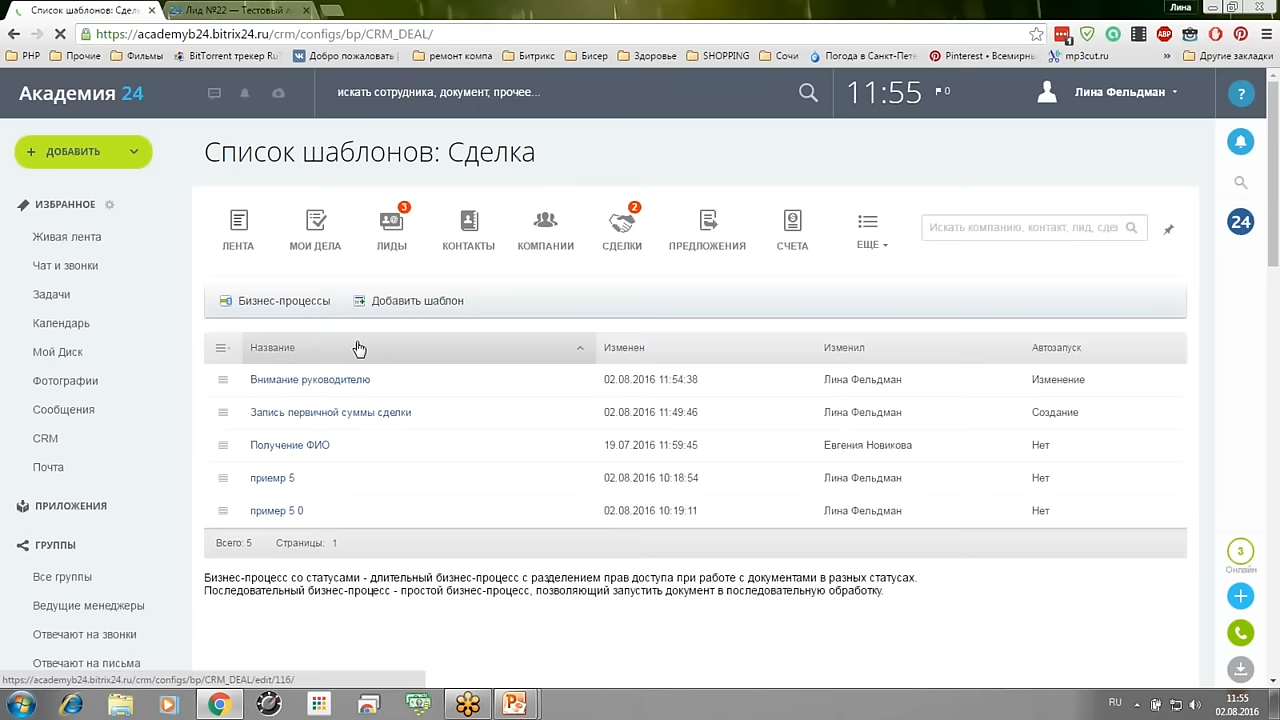 Список шаблонов: Сдел
Лид №22 — Тестовый л
Лина
https://academyb24.bitrix24.ru/crm/configs/bp/CRM_DEAL/
1
ABP
PHP
Прочие
Фильмы
BitTorrent трекер RuT
Добро пожаловать
ремонт компа
Битрикс
Бисер
Здоровье
SHOPPING
Сочи
Погода в Санкт-Пете
Pinterest • Всемирны
mp3cut.ru
»
Другие закладки
Академия 24
искать сотрудника, документ, прочее...
11:55
0
Лина Фельдман
?
+ ДОБАВИТЬ
Список шаблонов: Сделка
ИЗБРАННОЕ
Живая лента
Чат и звонки
Задачи
Календарь
Мой Диск
Фотографии
Сообщения
CRM
Почта
ПРИЛОЖЕНИЯ
ГРУППЫ
Все группы
Ведущие менеджеры
Отвечают на звонки
Отвечают на письма
3
2
ЛЕНТА
МОИ ДЕЛА
ЛИДЫ
КОНТАКТЫ
КОМПАНИИ
СДЕЛКИ
ПРЕДЛОЖЕНИЯ
СЧЕТА
ЕЩЕ
Искать компанию, контакт, лид, сдел
24
Бизнес-процессы
Добавить шаблон
Название Изменен Изменил Автозапуск
Внимание руководителю 02.08.2016 11:54:38 Лина Фельдман Изменение
Запись первичной суммы сделки 02.08.2016 11:49:46 Лина Фельдман Создание
Получение ФИО 19.07.2016 11:59:45 Евгения Новикова Нет
приемр 5 02.08.2016 10:18:54 Лина Фельдман Нет
пример 5 0 02.08.2016 10:19:11 Лина Фельдман Нет
Всего: 5 Страницы: 1
Бизнес-процесс со статусами - длительный бизнес-процесс с разделением прав доступа при работе с документами в разных статусах.
Последовательный бизнес-процесс - простой бизнес-процесс, позволяющий запустить документ в последовательную обработку.
3
Онлайн
https://academyb24.bitrix24.ru/crm/configs/bp/CRM_DEAL/edit/116/
RU
11:55
02.08.2016